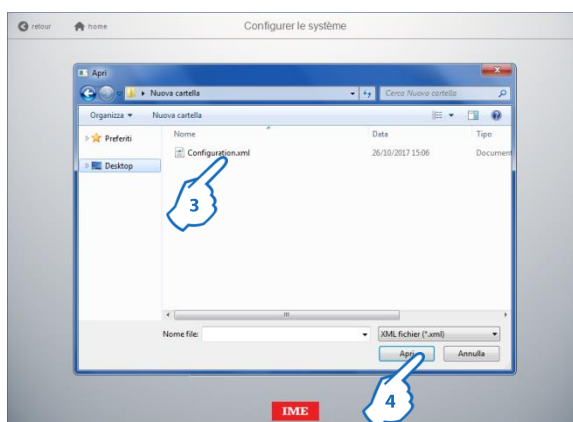 retour home Configurer le système
Apri
Nuova cartella Cerca Nuova cartella
Organizza Nuova cartella
Preferiti
Desktop
Nome Data Tipo
Configuration.xml 26/10/2017 15:06 Document
3
Nome file: XML fichier (*.xml)
Apri Annulla
4
IME